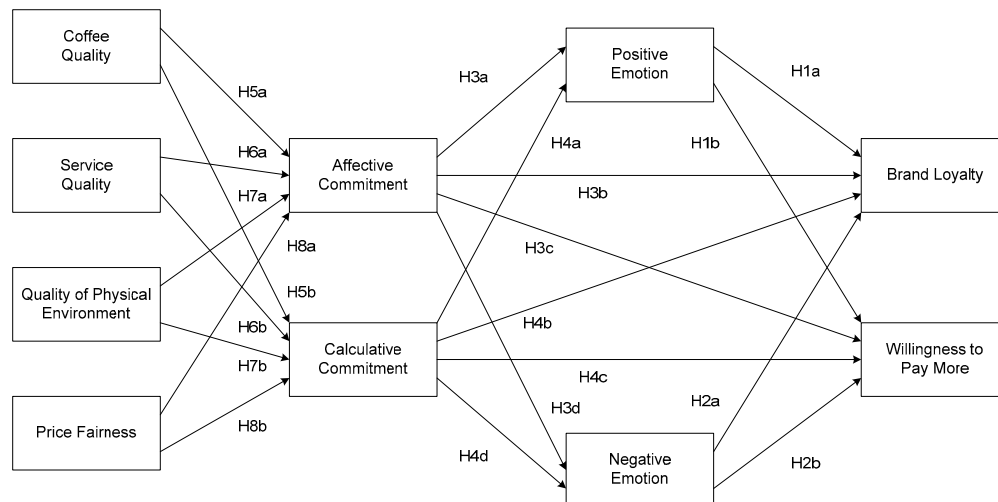 Coffee
Quality
Service
Quality
Quality of Physical
Environment
Price Fairness
H5a
H6a
H7a
H8a
H5b
H6b
H7b
H8b
Affective
Commitment
Calculative
Commitment
H3a
H4a
H3b
H3c
H4b
H4c
H3d
H4d
Positive
Emotion
Negative
Emotion
H1a
H1b
H2a
H2b
Brand Loyalty
Willingness to
Pay More